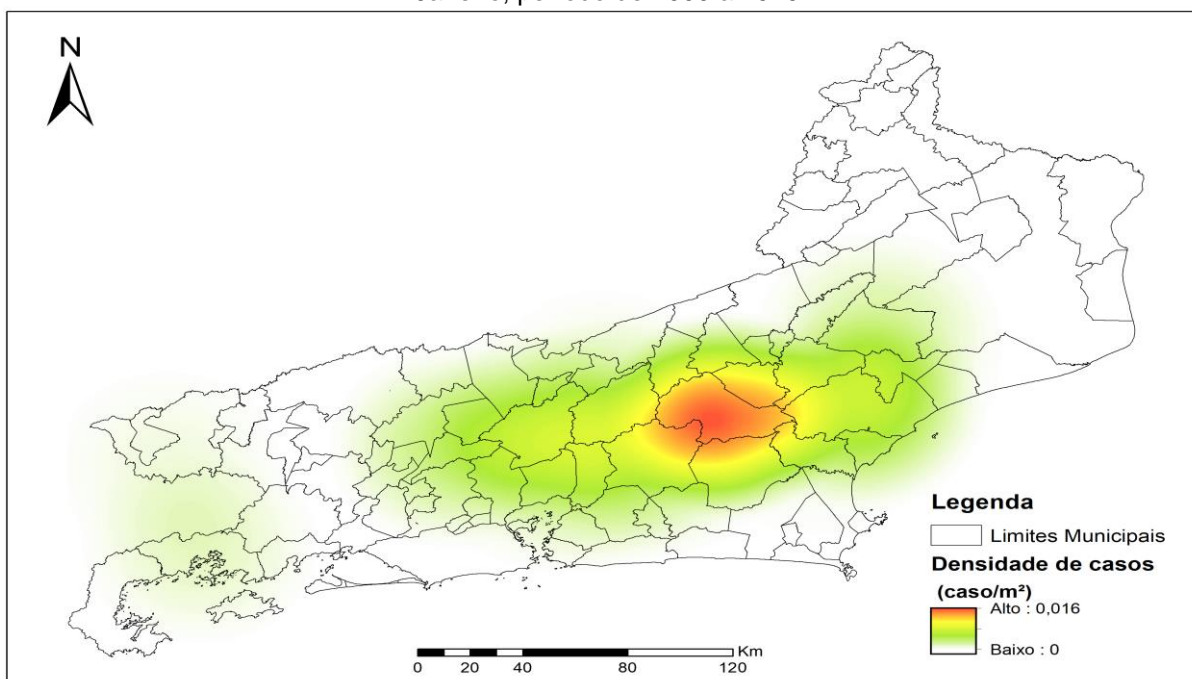 N
Legenda
Limites Municipais
Densidade de casos
(caso/m²)
Alto : 0,016
Baixo : 0
Km
0 10 20 40 80 120